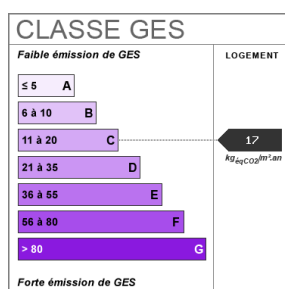 CLASSE GES
Faible émission de GES
LOGEMENT
≤ 5 A
6 à 10 B
11 à 20 C
17
kgéqCO2/m².an
21 à 35 D
36 à 55 E
56 à 80 F
> 80 G
Forte émission de GES